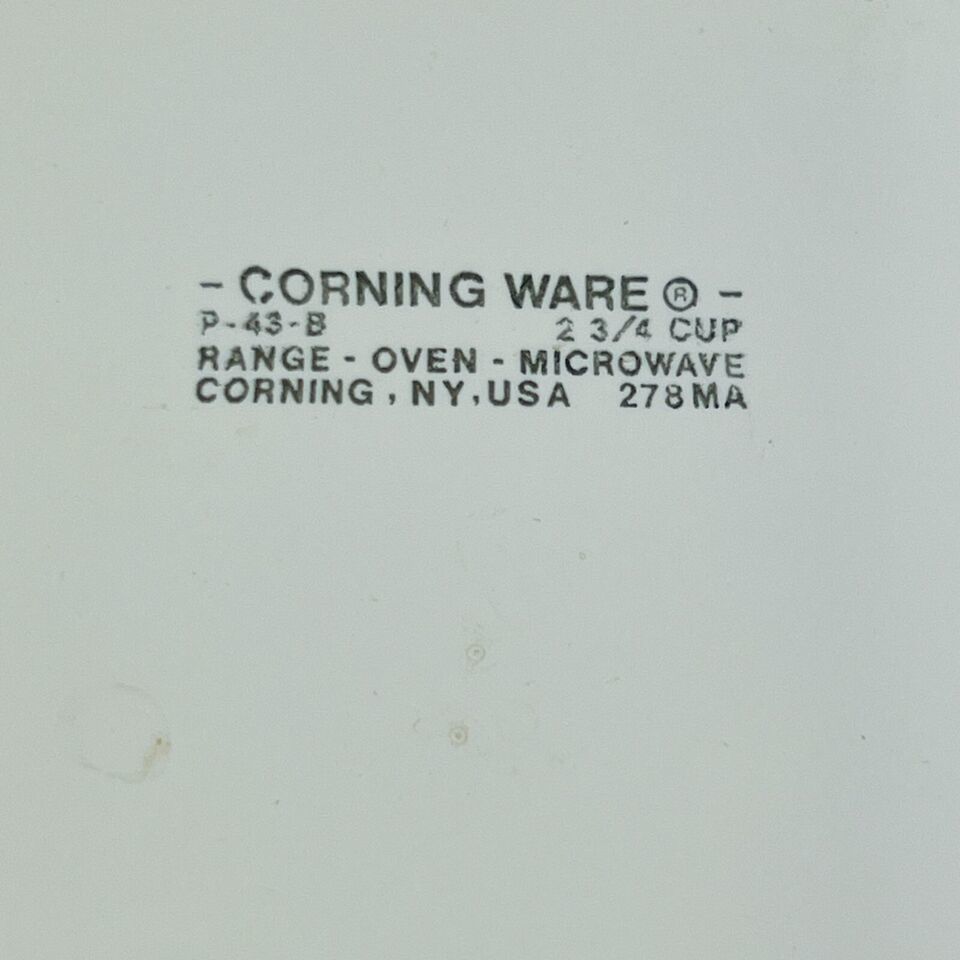 - CORNING WARE ® -
P-43-B 2 3/4 CUP
RANGE - OVEN - MICROWAVE
CORNING, NY, USA 278MA